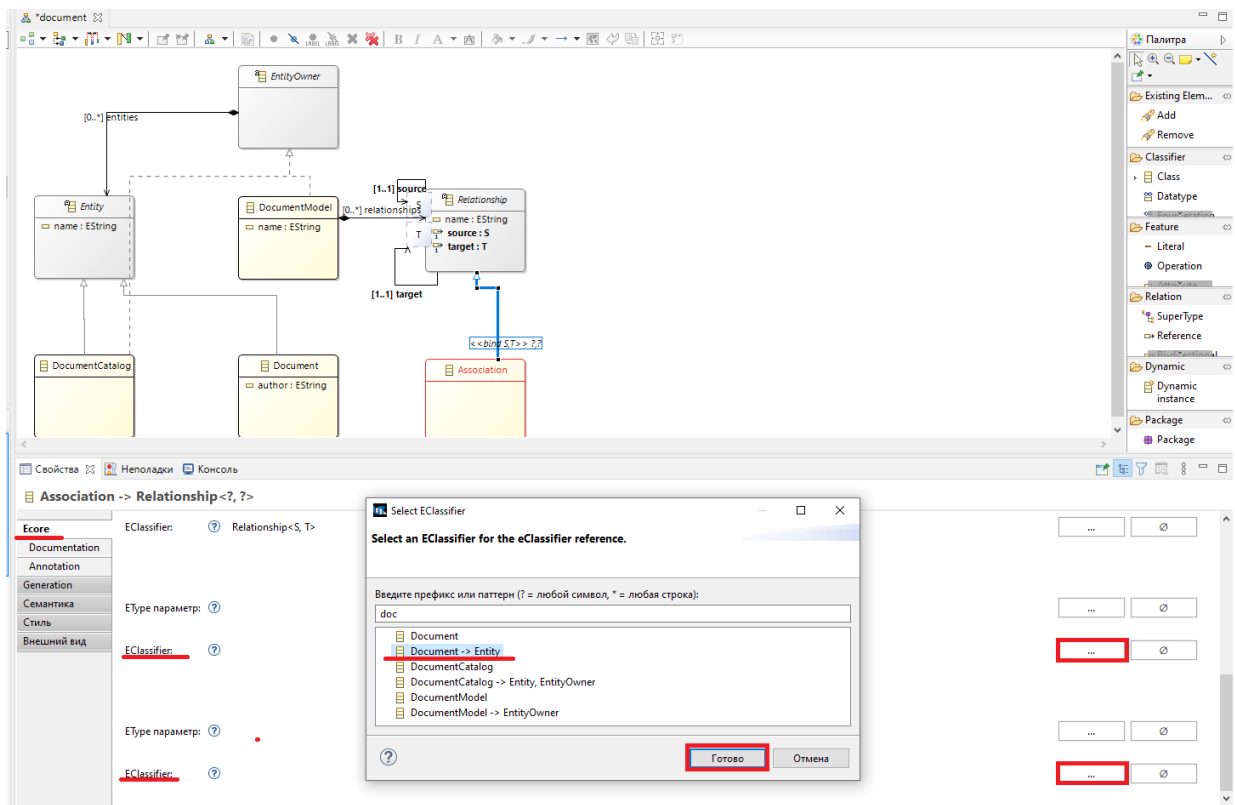 *document
B I A
Палитра
EntityOwner
[0..*] entities
Existing Elem...
Add
Remove
Classifier
Class
Datatype
[1..1] source
S
Entity
DocumentModel
[0..*] relationships
Relationship
name : EString
name : EString
name : EString
T
source : S
target : T
[1..1] target
Feature
Literal
Operation
Attribute
Relation
SuperType
Reference
<<bind S,T>> ?,?
DocumentCatalog
Document
author : EString
Association
Dynamic
Dynamic
instance
Package
Package
Свойства
Неполадки
Консоль
Association -> Relationship<?, ?>
Ecore
Documentation
Annotation
Generation
Семантика
Стиль
Внешний вид
EClassifier:
Relationship<S, T>
...
EType параметр:
...
EClassifier:
...
EType параметр:
...
EClassifier:
...
Select EClassifier
Select an EClassifier for the eClassifier reference.
Введите префикс или паттерн (? = любой символ, * = любая строка):
doc
Document
Document -> Entity
DocumentCatalog
DocumentCatalog -> Entity, EntityOwner
DocumentModel
DocumentModel -> EntityOwner
Готово
Отмена